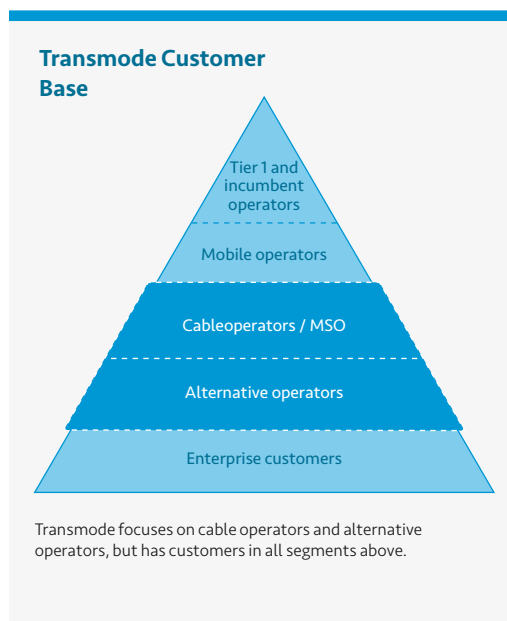 Transmode Customer
Base
Tier 1 and
incumbent
operators
Mobile operators
Cableoperators / MSO
Alternative operators
Enterprise customers
Transmode focuses on cable operators and alternative
operators, but has customers in all segments above.